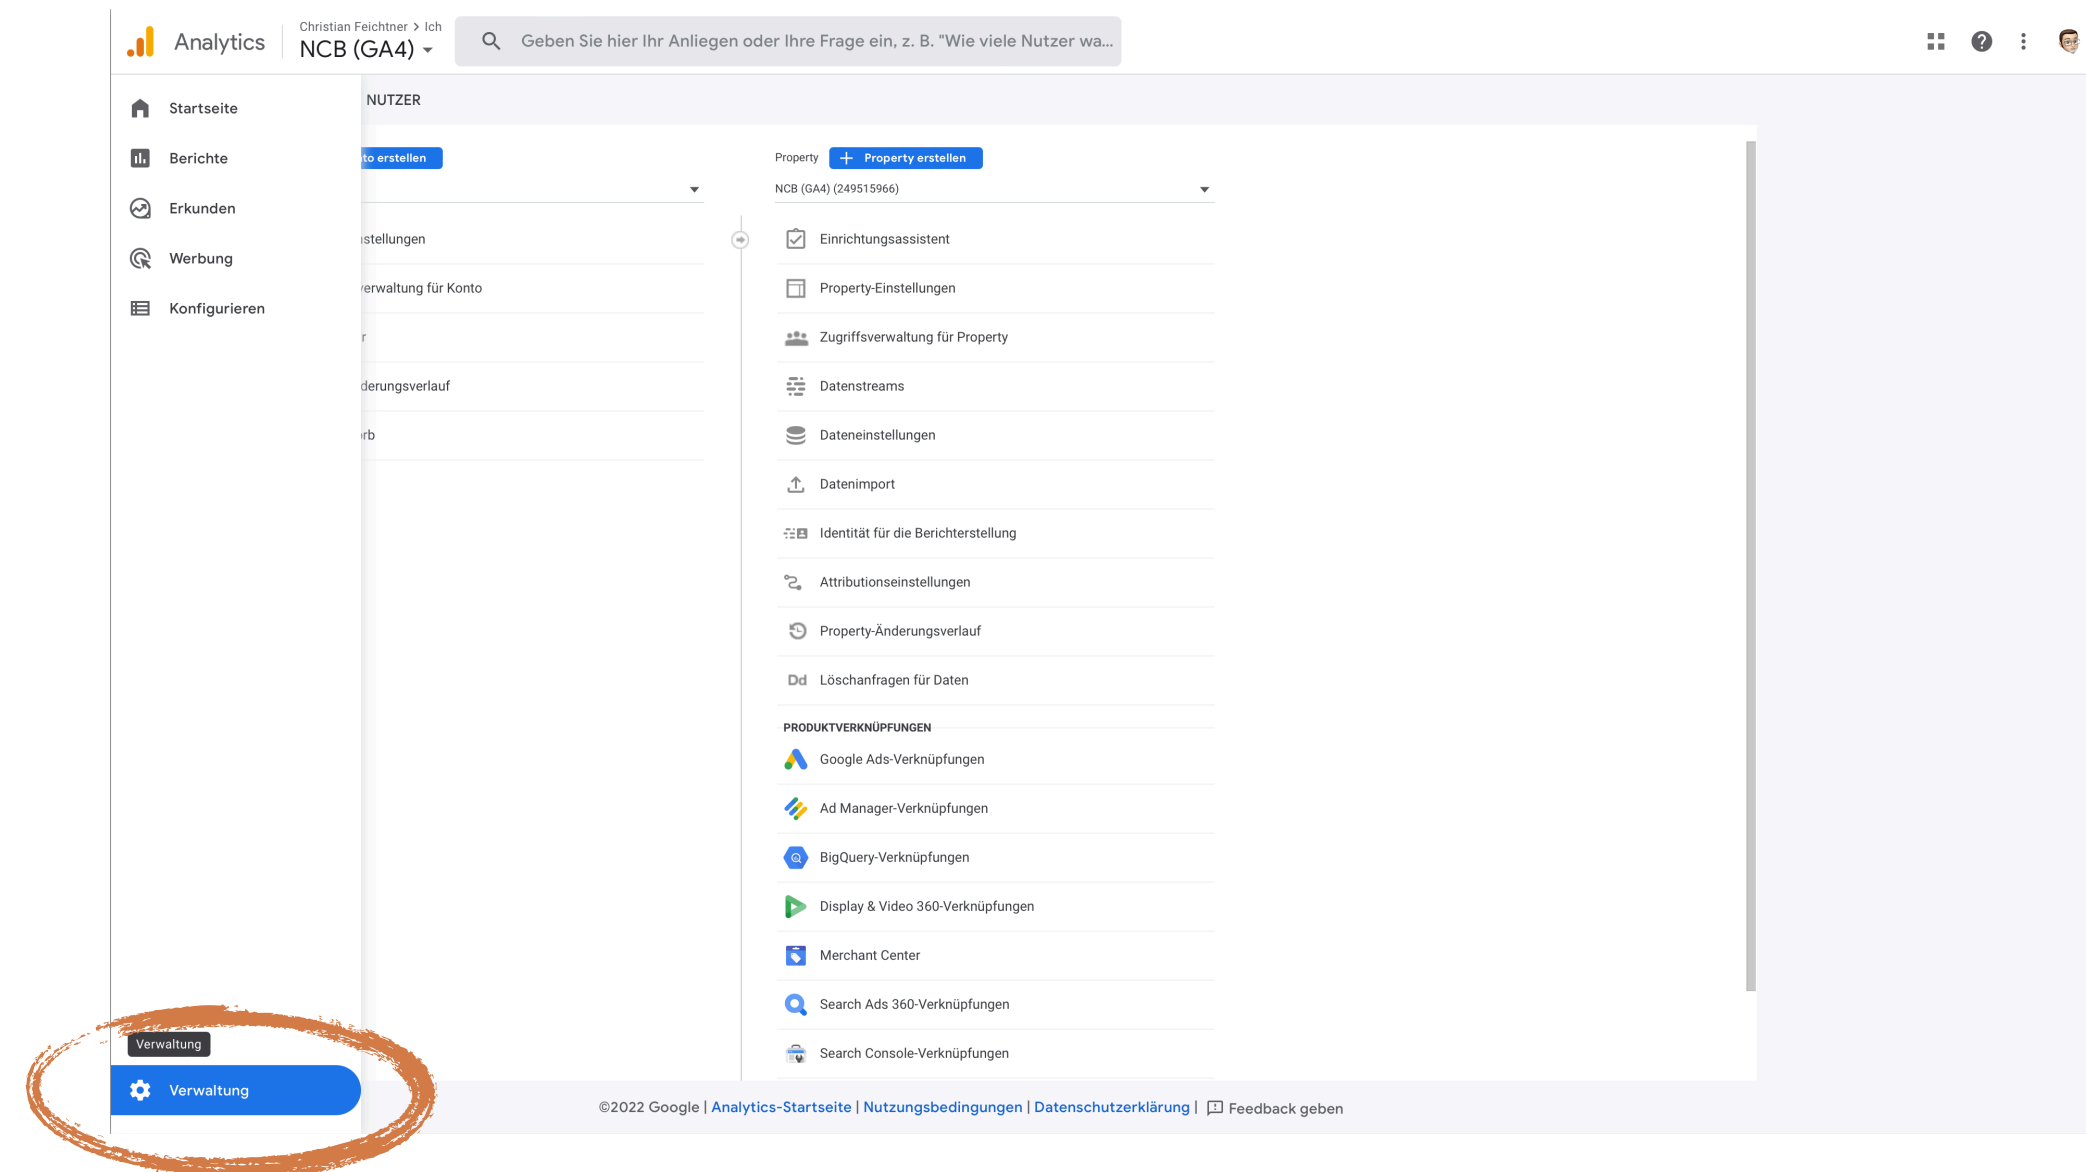 Analytics
Christian Feichtner > Ich
NCB (GA4)
Geben Sie hier Ihr Anliegen oder Ihre Frage ein, z. B. "Wie viele Nutzer wa...
Startseite
Berichte
Erkunden
Werbung
Konfigurieren
Verwaltung
Verwaltung
NUTZER
to erstellen
stellungen
erwaltung für Konto
r
derungsverlauf
rb
Property
Property erstellen
NCB (GA4) (249515966)
Einrichtungsassistent
Property-Einstellungen
Zugriffsverwaltung für Property
Datenstreams
Dateneinstellungen
Datenimport
Identität für die Berichterstellung
Attributionseinstellungen
Property-Änderungsverlauf
Dd Löschanfragen für Daten
PRODUKTVERKNÜPFUNGEN
Google Ads-Verknüpfungen
Ad Manager-Verknüpfungen
BigQuery-Verknüpfungen
Display & Video 360-Verknüpfungen
Merchant Center
Search Ads 360-Verknüpfungen
Search Console-Verknüpfungen
©2022 Google | Analytics-Startseite | Nutzungsbedingungen | Datenschutzerklärung | Feedback geben